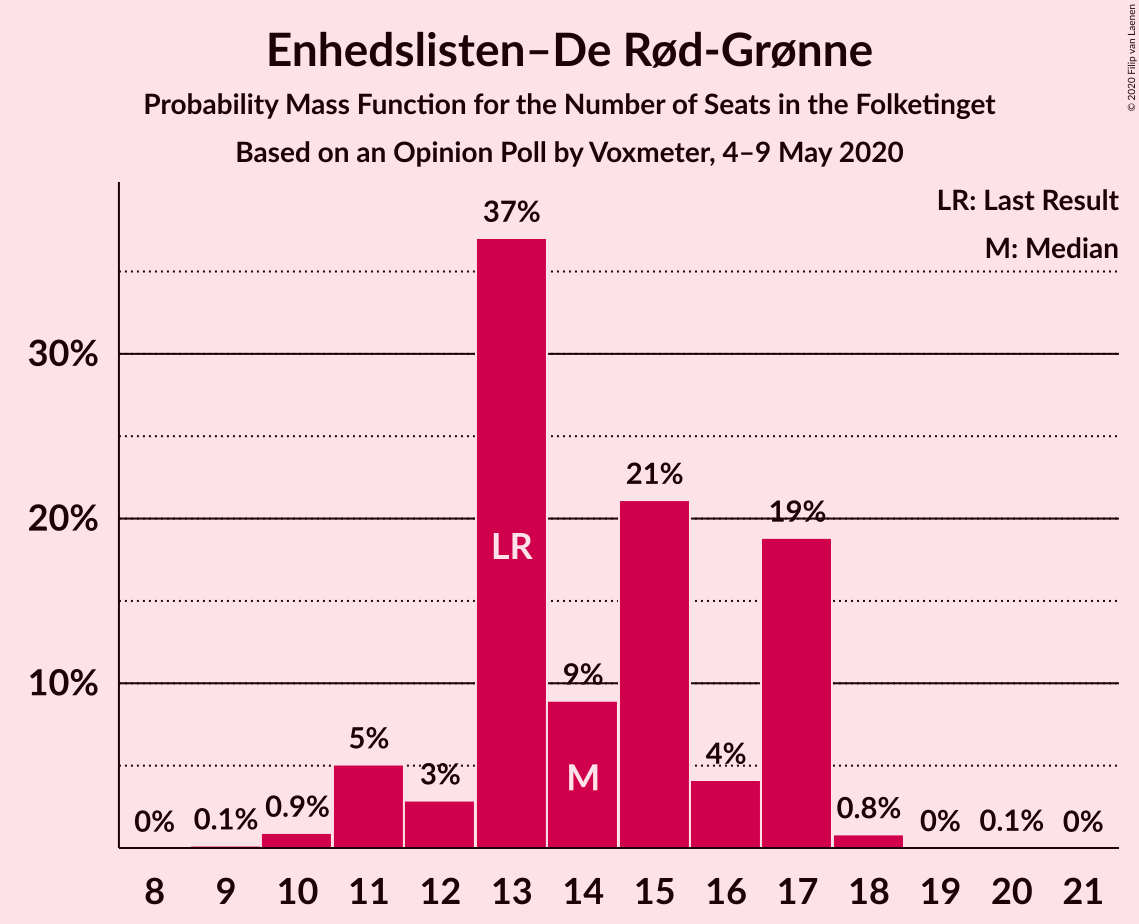 Enhedslisten–De Rød-Grønne
Probability Mass Function for the Number of Seats in the Folketinget
Based on an Opinion Poll by Voxmeter, 4–9 May 2020
© 2020 Filip van Laenen
LR: Last Result
M: Median
30%
20%
10%
0%
0.1%
0.9%
5%
3%
37%
9%
21%
4%
19%
0.8%
0%
0.1%
0%
LR
M
8 9 10 11 12 13 14 15 16 17 18 19 20 21